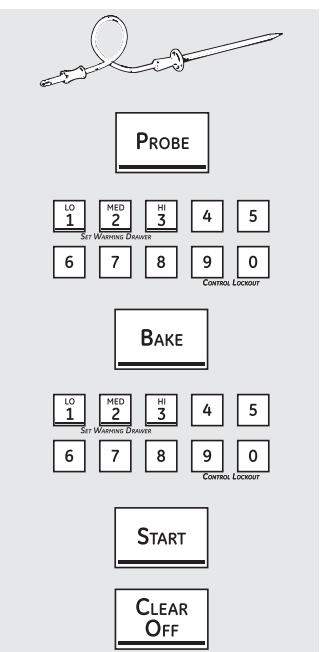 PROBE
LO MED HI
1 2 3 4 5
SET WARMING DRAWER
6 7 8 9 0
CONTROL LOCKOUT
BAKE
LO MED HI
1 2 3 4 5
SET WARMING DRAWER
6 7 8 9 0
CONTROL LOCKOUT
START
CLEAR
OFF